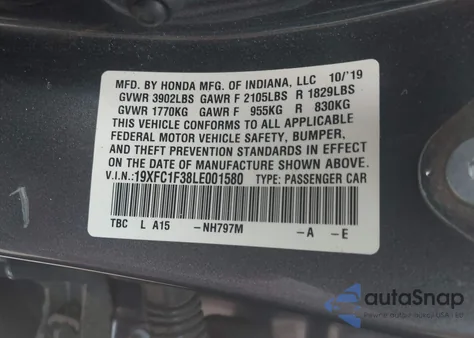 MFD. BY HONDA MFG. OF INDIANA, LLC 10/'19
GVWR 3902LBS GAWR F 2105LBS R 1829LBS
GVWR 1770KG GAWR F 955KG R 830KG
THIS VEHICLE CONFORMS TO ALL APPLICABLE
FEDERAL MOTOR VEHICLE SAFETY, BUMPER,
AND THEFT PREVENTION STANDARDS IN EFFECT
ON THE DATE OF MANUFACTURE SHOWN ABOVE.
V.I.N.:19XFC1F38LE001580 TYPE: PASSENGER CAR
TBC L A15 -NH797M -A -E
autoSnap